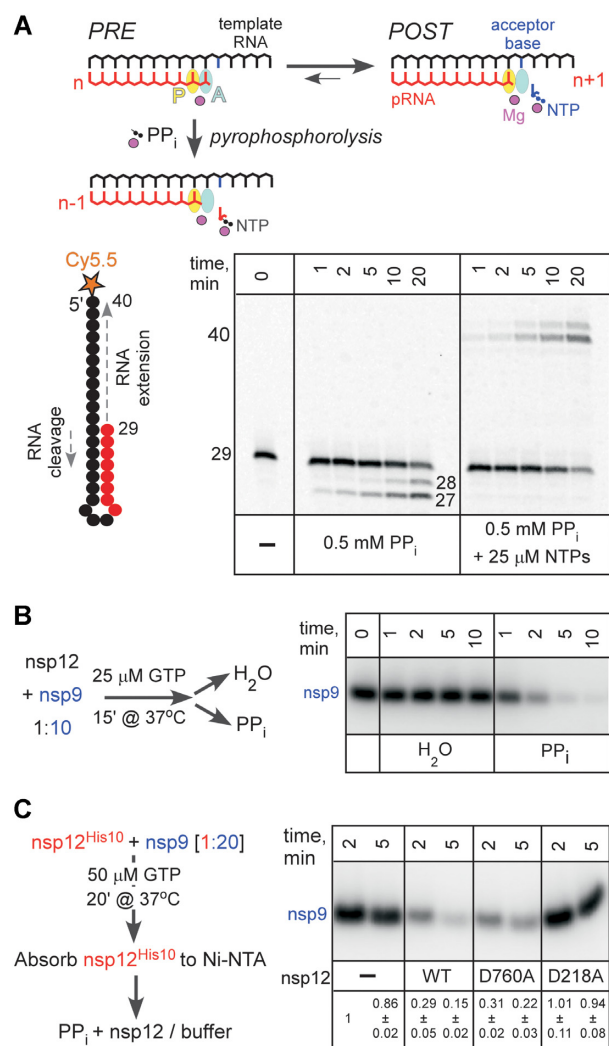 A
PRE
template
RNA
POST
acceptor
base
n
P
A
pRNA
Mg
NTP
n+1
PPi
pyrophosphorolysis
n-1
NTP
Cy5.5
5'
40
29
RNA
extension
RNA
cleavage
time,
min
0
1 2 5 10 20
1 2 5 10 20
40
29
28
27
–
0.5 mM PPi
0.5 mM PPi
+ 25 μM NTPs
B
nsp12
+ nsp9
1:10
25 μM GTP
15' @ 37°C
H2O
PPi
time,
min
0 1 2 5 10 1 2 5 10
nsp9
H2O
PPi
C
nsp12His10 + nsp9 [1:20]
50 μM GTP
20' @ 37°C
Absorb nsp12His10 to Ni-NTA
PPi + nsp12 / buffer
time,
min
2 5 2 5 2 5 2 5
nsp9
nsp12
– WT D760A D218A
1 0.86 ± 0.02 0.29 ± 0.05 0.15 ± 0.02 0.31 ± 0.02 0.22 ± 0.03 1.01 ± 0.11 0.94 ± 0.08